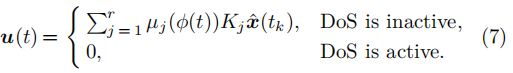 u(t) = { ∑_{j=1}^{r} μ_j(ϕ(t))K_j x̂(t_k), DoS is inactive,
0, DoS is active. (7)